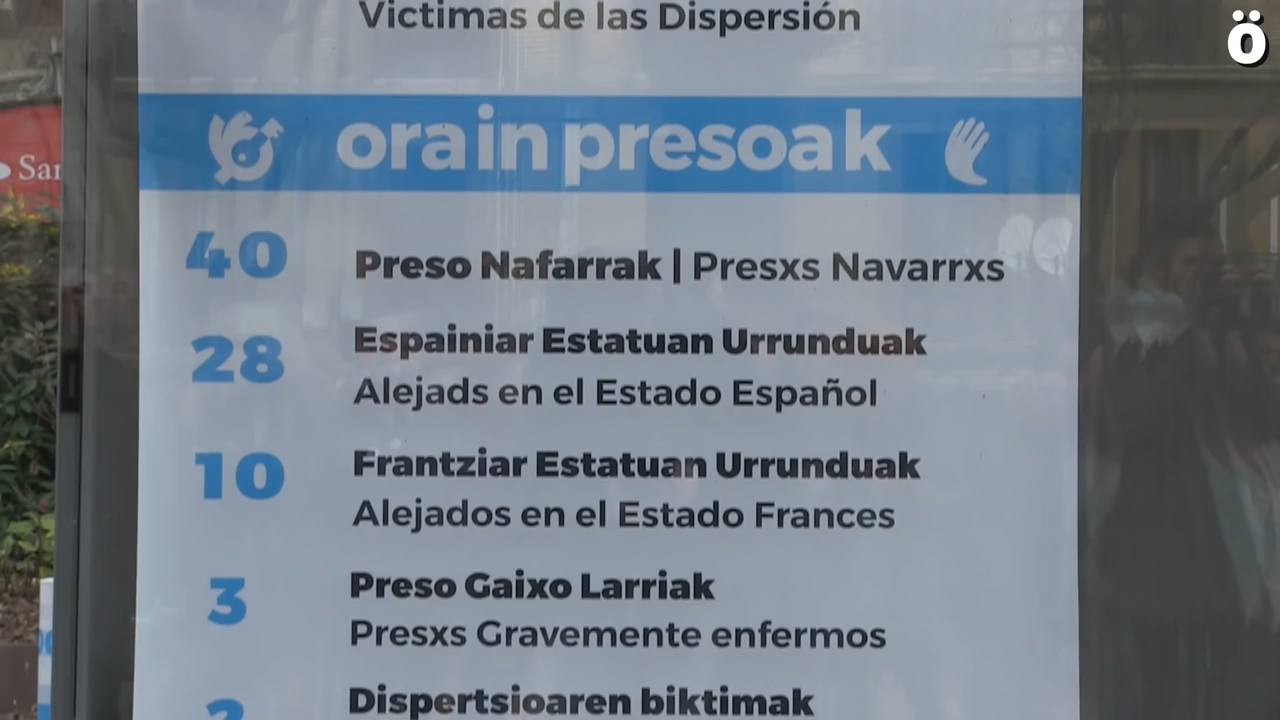 Victimas de las Dispersión
ö
orain presoak
San
40
Preso Nafarrak | Presxs Navarrxs
28
Espainiar Estatuan Urrunduak
Alejads en el Estado Español
10
Frantziar Estatuan Urrunduak
Alejados en el Estado Frances
3
Preso Gaixo Larriak
Presxs Gravemente enfermos
2
Dispertsioaren biktimak